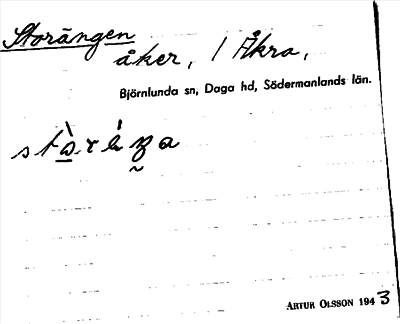 Storängen
åker, 1 Åkra,
Björnlunda sn, Daga hd, Södermanlands län.
ARTUR OLSSON 1943